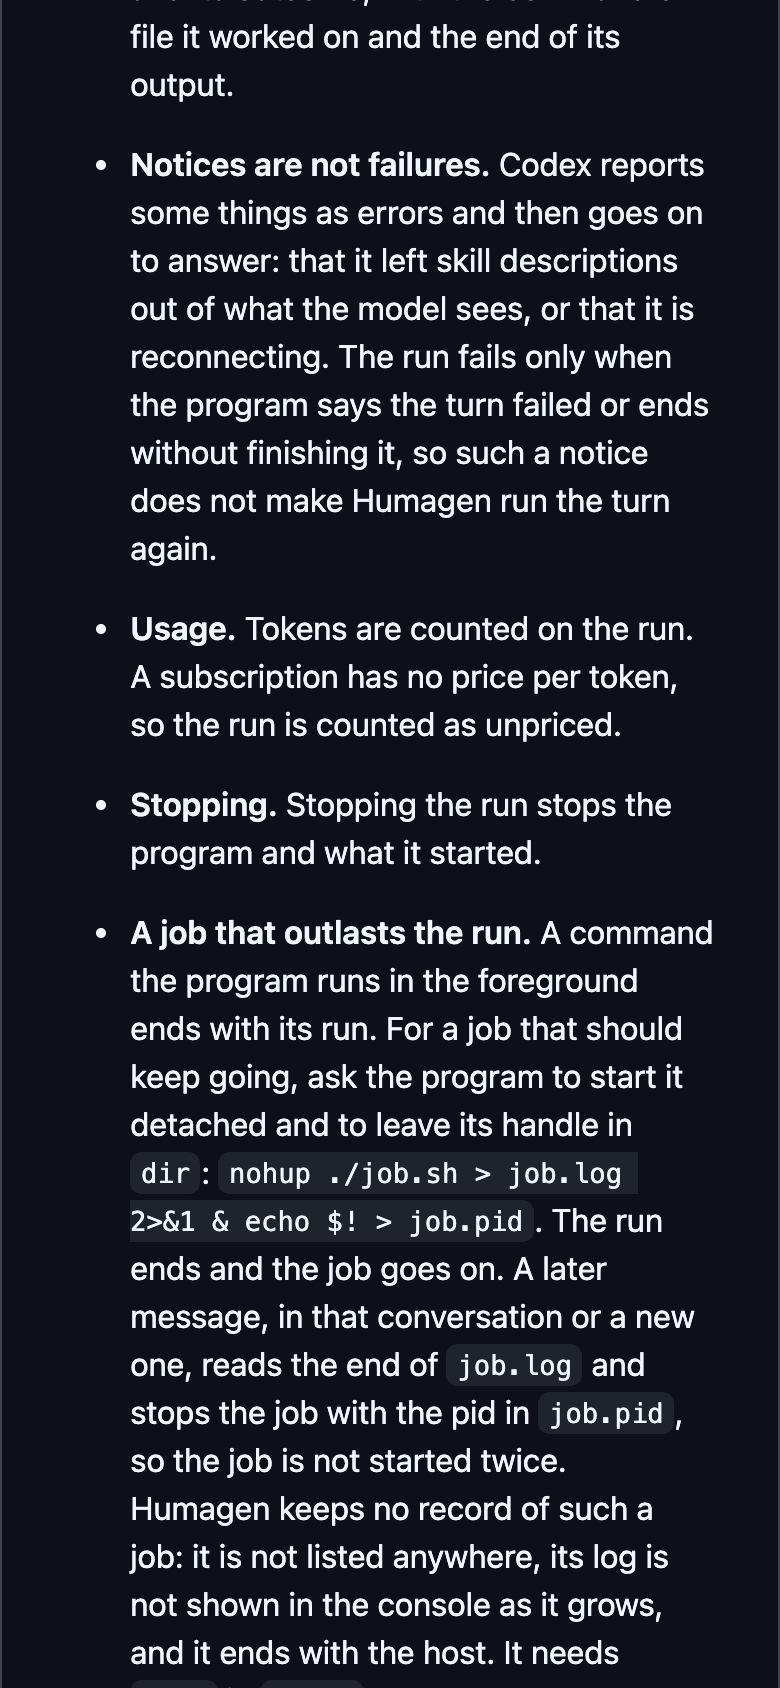 file it worked on and the end of its
output.
• Notices are not failures. Codex reports
some things as errors and then goes on
to answer: that it left skill descriptions
out of what the model sees, or that it is
reconnecting. The run fails only when
the program says the turn failed or ends
without finishing it, so such a notice
does not make Humagen run the turn
again.
• Usage. Tokens are counted on the run.
A subscription has no price per token,
so the run is counted as unpriced.
• Stopping. Stopping the run stops the
program and what it started.
• A job that outlasts the run. A command
the program runs in the foreground
ends with its run. For a job that should
keep going, ask the program to start it
detached and to leave its handle in
dir: nohup ./job.sh > job.log
2>&1 & echo $! > job.pid. The run
ends and the job goes on. A later
message, in that conversation or a new
one, reads the end of job.log and
stops the job with the pid in job.pid,
so the job is not started twice.
Humagen keeps no record of such a
job: it is not listed anywhere, its log is
not shown in the console as it grows,
and it ends with the host. It needs